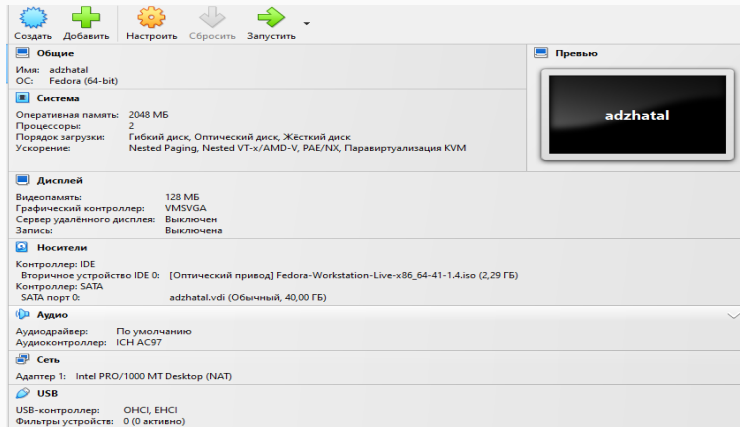 Создать Добавить Настроить Сбросить Запустить
Общие
Имя: adzhatal
ОС: Fedora (64-bit)
Превью
adzhatal
Система
Оперативная память: 2048 МБ
Процессоры: 2
Порядок загрузки: Гибкий диск, Оптический диск, Жёсткий диск
Ускорение: Nested Paging, Nested VT-x/AMD-V, PAE/NX, Паравиртуализация KVM
Дисплей
Видеопамять: 128 МБ
Графический контроллер: VMSVGA
Сервер удалённого дисплея: Выключен
Запись: Выключена
Носители
Контроллер: IDE
Вторичное устройство IDE 0: [Оптический привод] Fedora-Workstation-Live-x86_64-41-1.4.iso (2,29 ГБ)
Контроллер: SATA
SATA порт 0: adzhatal.vdi (Обычный, 40,00 ГБ)
Аудио
Аудиодрайвер: По умолчанию
Аудиоконтроллер: ICH AC97
Сеть
Адаптер 1: Intel PRO/1000 MT Desktop (NAT)
USB
USB-контроллер: OHCI, EHCI
Фильтры устройств: 0 (0 активно)